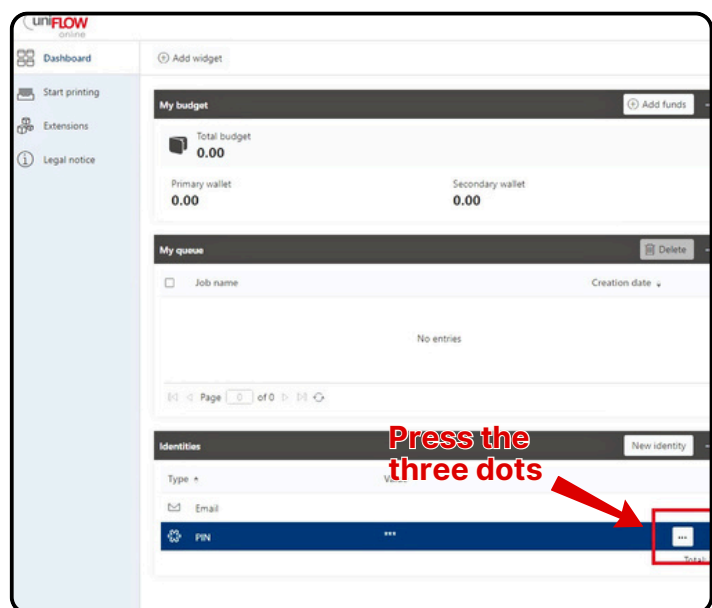 uniFLOW
online
Dashboard
Add widget
Start printing
Extensions
Legal notice
My budget
Add funds
Total budget
0.00
Primary wallet
Secondary wallet
0.00
0.00
My queue
Delete
Job name
Creation date
No entries
Page 0 of 0
Identities
New identity
Press the
three dots
Type
Email
PIN
***
...
Total: